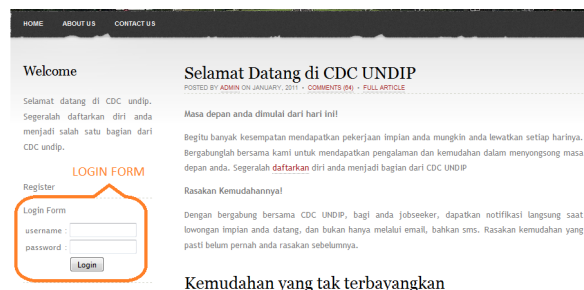 HOME ABOUT US CONTACT US
Welcome
Selamat datang di CDC undip.
Segeralah daftarkan diri anda
menjadi salah satu bagian dari
CDC undip.
LOGIN FORM
Register
Login Form
username :
password :
Login
Selamat Datang di CDC UNDIP
POSTED BY ADMIN ON JANUARY, 2011 • COMMENTS (64) • FULL ARTICLE
Masa depan anda dimulai dari hari ini!
Begitu banyak kesempatan mendapatkan pekerjaan impian anda mungkin anda lewatkan setiap harinya.
Bergabunglah bersama kami untuk mendapatkan pengalaman dan kemudahan dalam menyongsong masa
depan anda. Segeralah daftarkan diri anda menjadi bagian dari CDC UNDIP
Rasakan Kemudahannya!
Dengan bergabung bersama CDC UNDIP, bagi anda jobseeker, dapatkan notifikasi langsung saat
lowongan impian anda datang, dan bukan hanya melalui email, bahkan sms. Rasakan kemudahan yang
pasti belum pernah anda rasakan sebelumnya.
Kemudahan yang tak terbayangkan